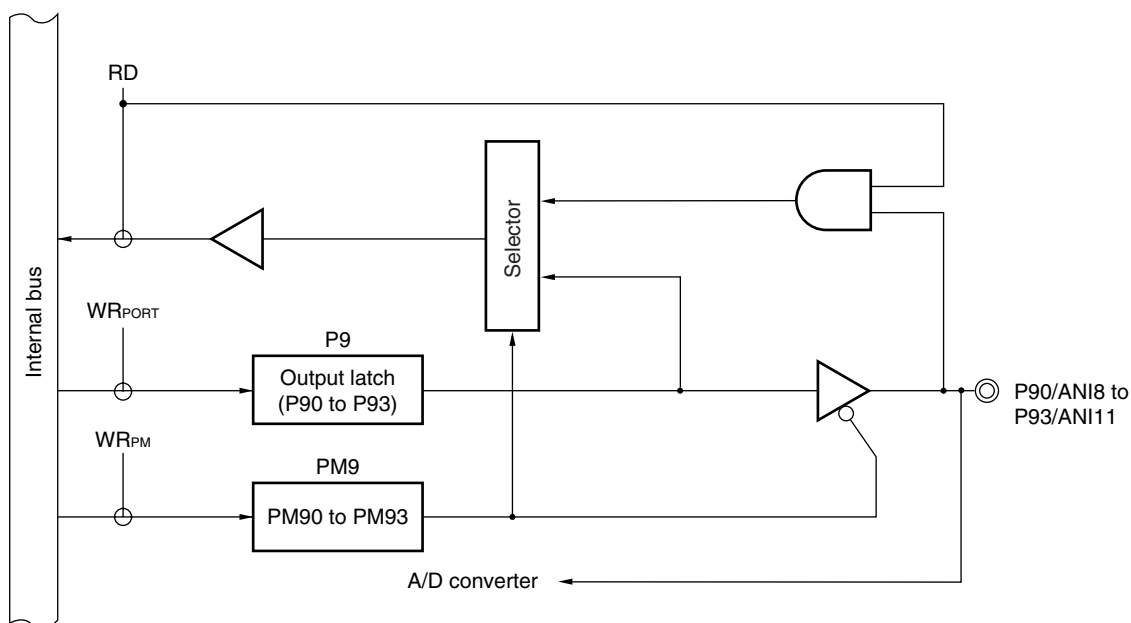 RD
Selector
Internal bus
WRPORT
P9
Output latch
(P90 to P93)
P90/ANI8 to
P93/ANI11
WRPM
PM9
PM90 to PM93
A/D converter